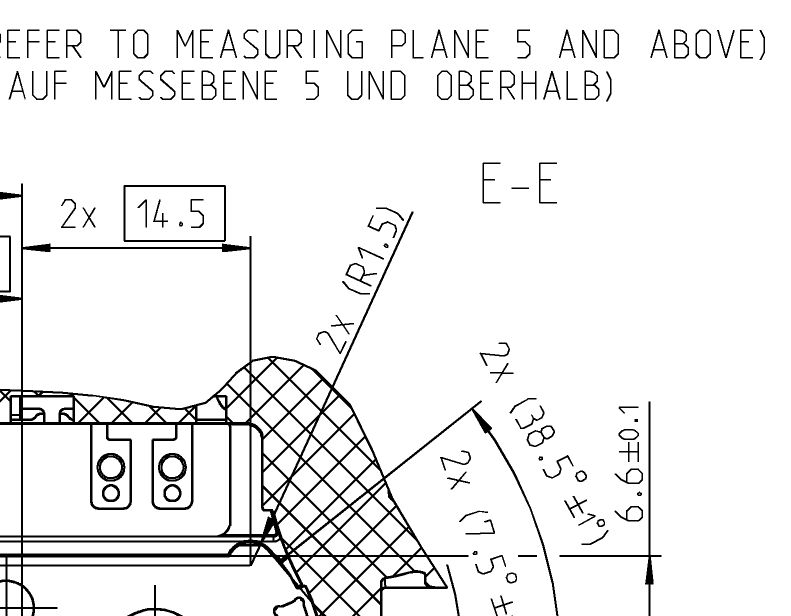 REFER TO MEASURING PLANE 5 AND ABOVE)
AUF MESSEBENE 5 UND OBERHALB)
E-E
2x 14.5
2x (R1.5)
2x (38.5°±1°)
6.6±0.1
2x (7.5°±